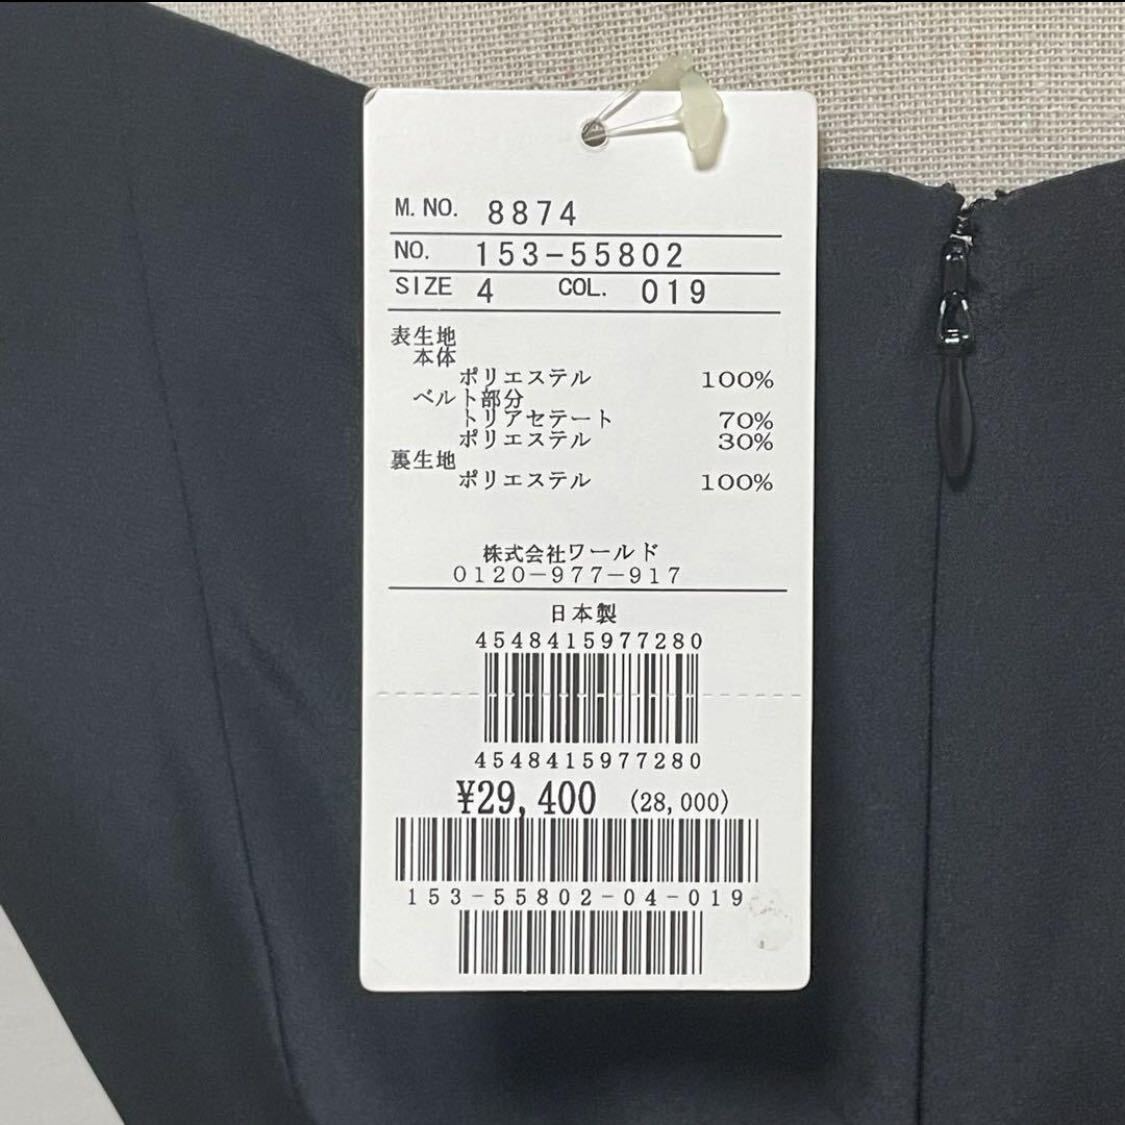 M. NO. 8874
NO. 153-55802
SIZE 4 COL. 019
表生地
本体
ポリエステル 100%
ベルト部分
トリアセテート 70%
ポリエステル 30%
裏生地
ポリエステル 100%
株式会社ワールド
0120-977-917
日本製
4548415977280
4548415977280
¥29,400 (28,000)
153-55802-04-019